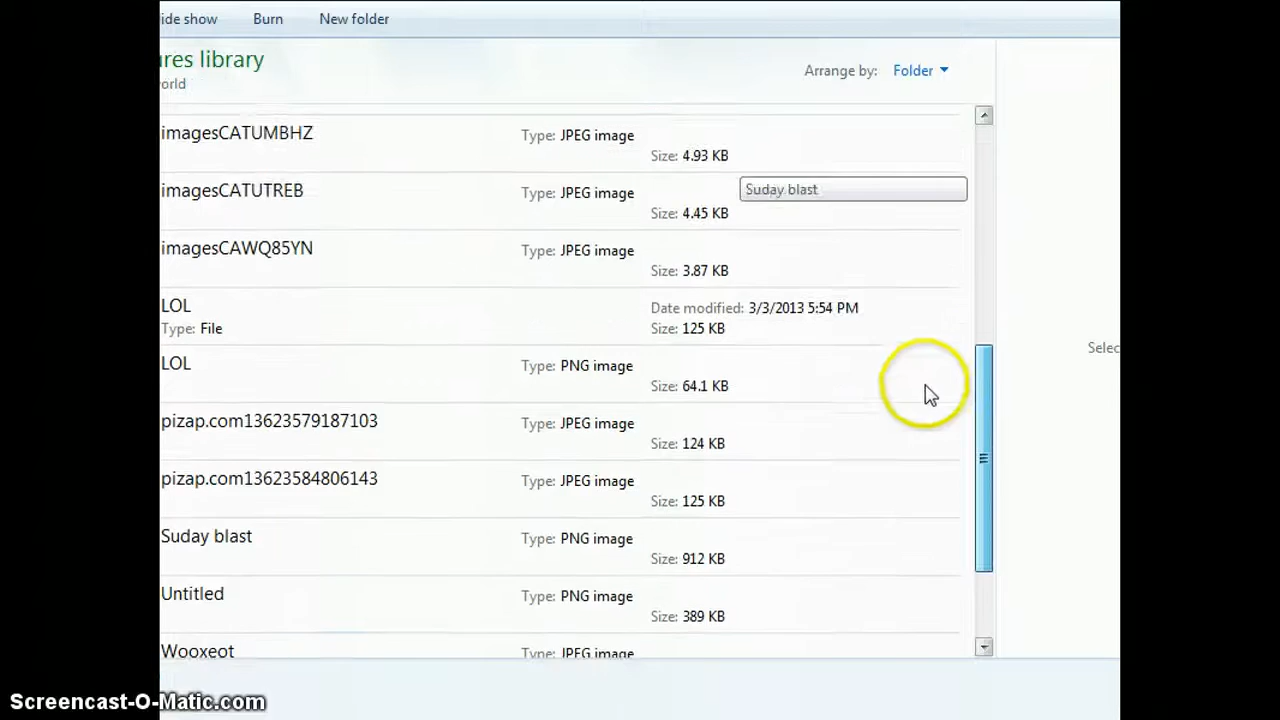 ide show Burn New folder
ures library
orld
Arrange by: Folder
imagesCATUMBHZ Type: JPEG image
Size: 4.93 KB
imagesCATUTREB Type: JPEG image Suday blast
Size: 4.45 KB
imagesCAWQ85YN Type: JPEG image
Size: 3.87 KB
LOL Date modified: 3/3/2013 5:54 PM
Type: File Size: 125 KB
LOL Type: PNG image
Size: 64.1 KB
pizap.com13623579187103 Type: JPEG image
Size: 124 KB
pizap.com13623584806143 Type: JPEG image
Size: 125 KB
Suday blast Type: PNG image
Size: 912 KB
Untitled Type: PNG image
Size: 389 KB
Wooxeot Type: JPEG image
Selec
Screencast-O-Matic.com